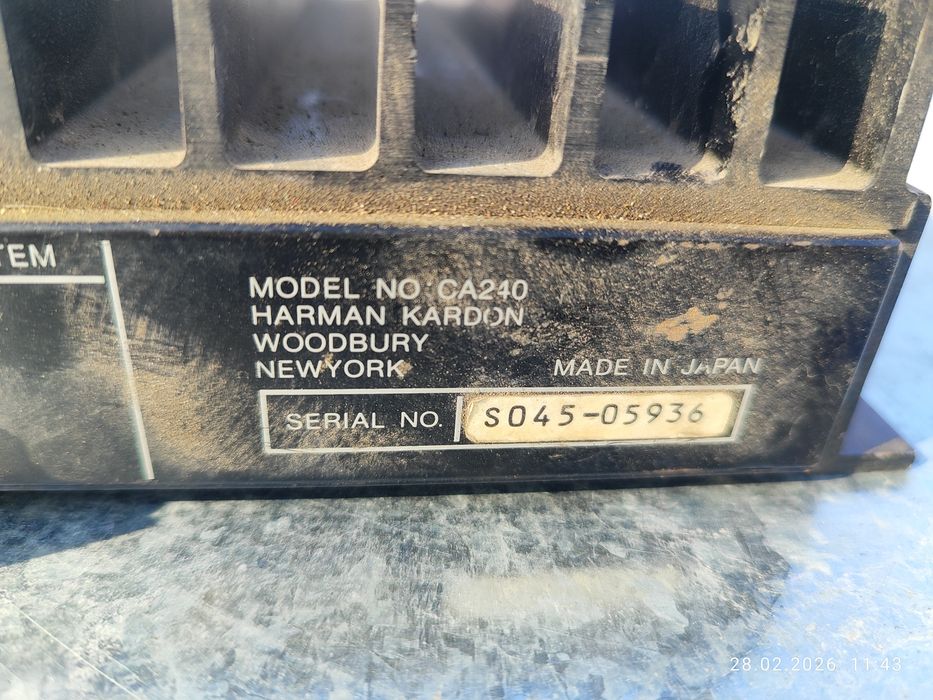 TEM
MODEL NO CA240
HARMAN KARDON
WOODBURY
NEWYORK
MADE IN JAPAN
SERIAL NO.
S045-05936
28.02.2026 11:43